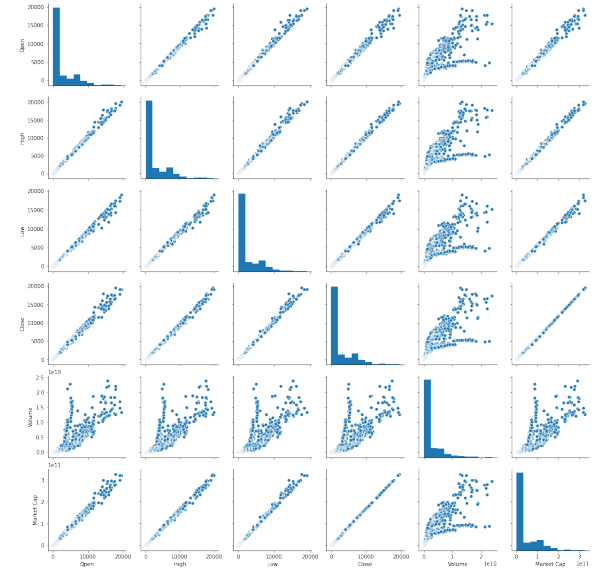 20000
15000
10000
5000
0
Open
20000
15000
10000
5000
0
High
20000
15000
10000
5000
0
Low
20000
15000
10000
5000
0
Close
1e10
2.5
2.0
1.5
1.0
0.5
0.0
Volume
1e11
3
2
1
0
Market Cap
0 10000 20000
Open
0 10000 20000
High
0 10000 20000
Low
0 10000 20000
Close
0 1 2
1e10
Volume
0 1 2 3
1e11
Market Cap